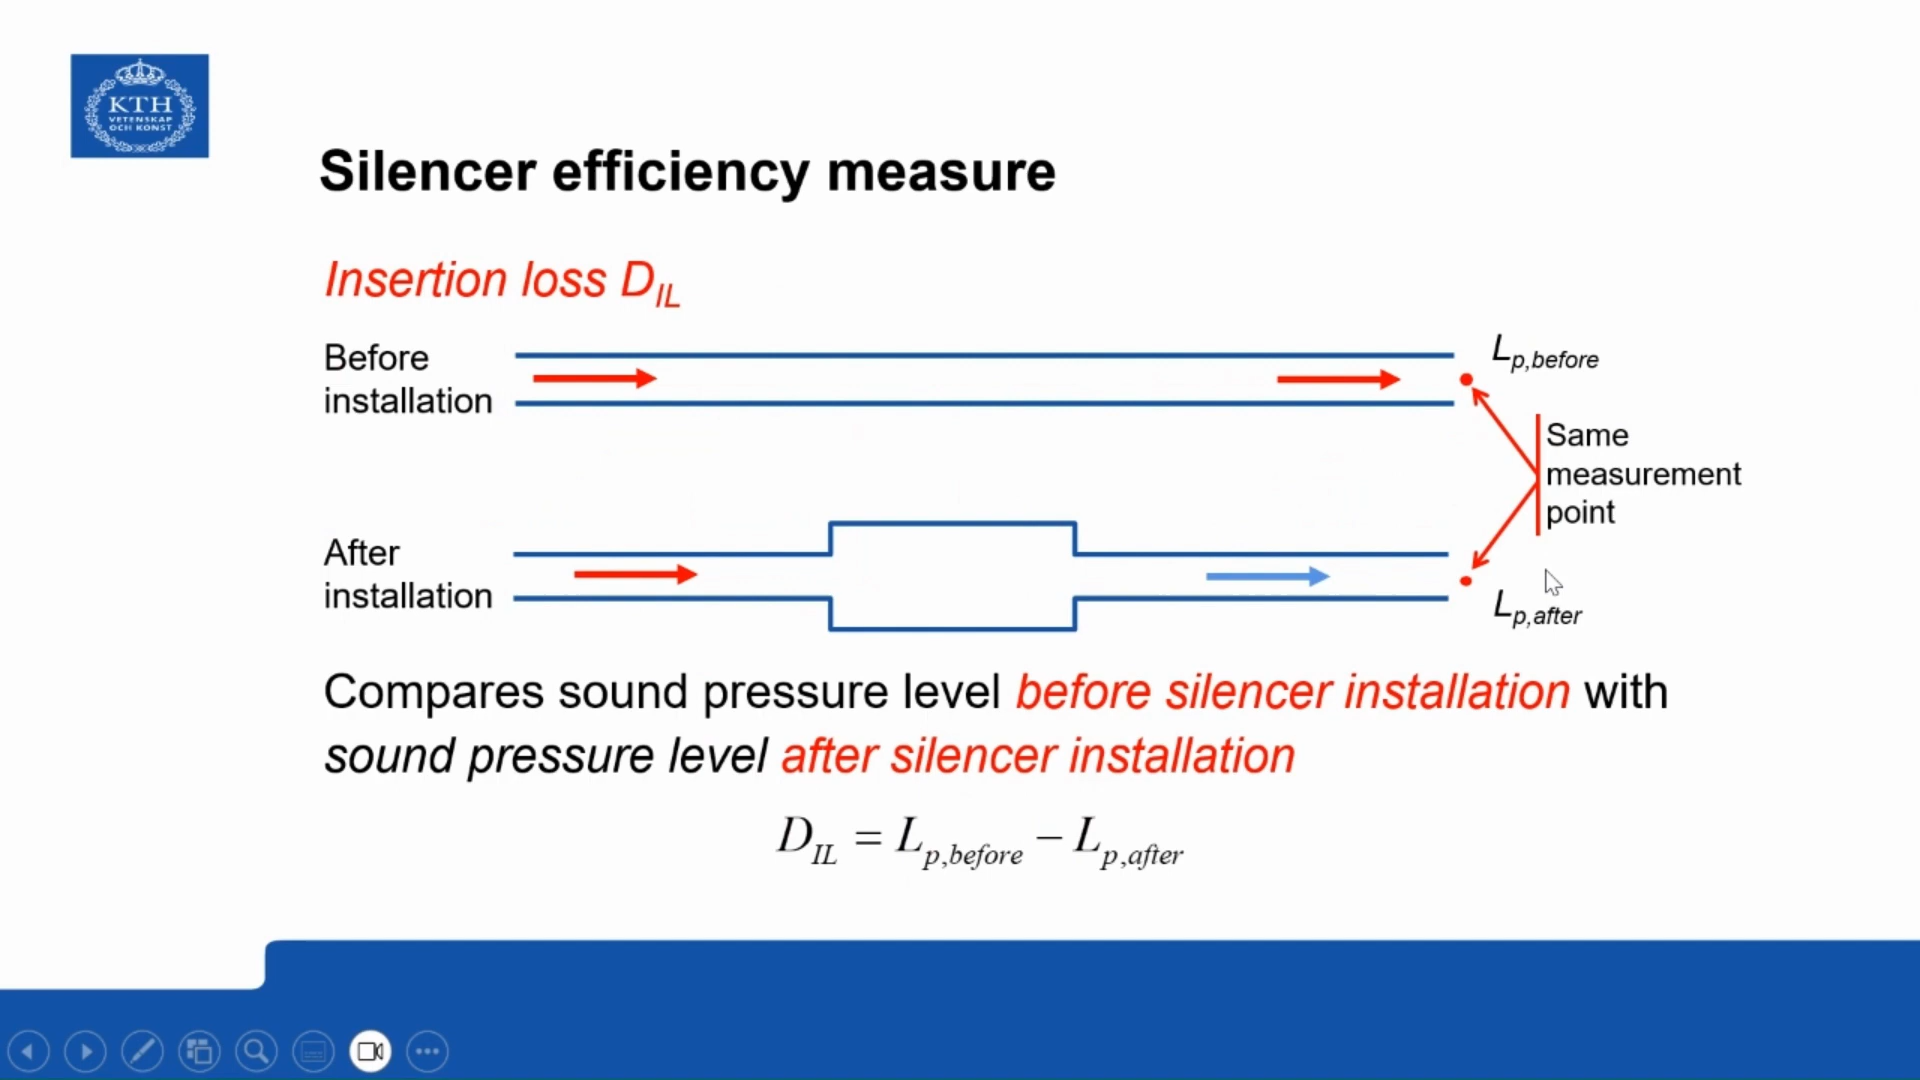 KTH
VETENSKAP
OCH KONST
Silencer efficiency measure
Insertion loss D_IL
Before
installation
L_p,before
Same
measurement
point
After
installation
L_p,after
Compares sound pressure level before silencer installation with
sound pressure level after silencer installation
D_IL = L_p,before − L_p,after